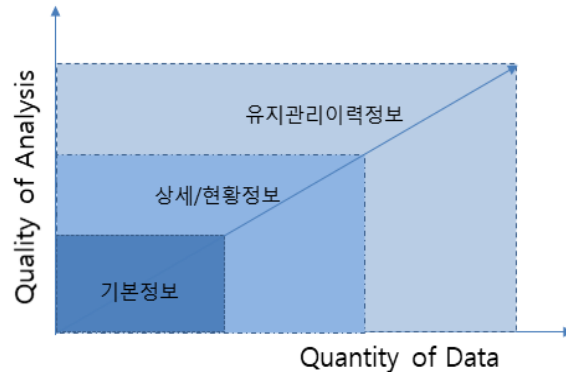 Quality of Analysis
유지관리이력정보
상세/현황정보
기본정보
Quantity of Data